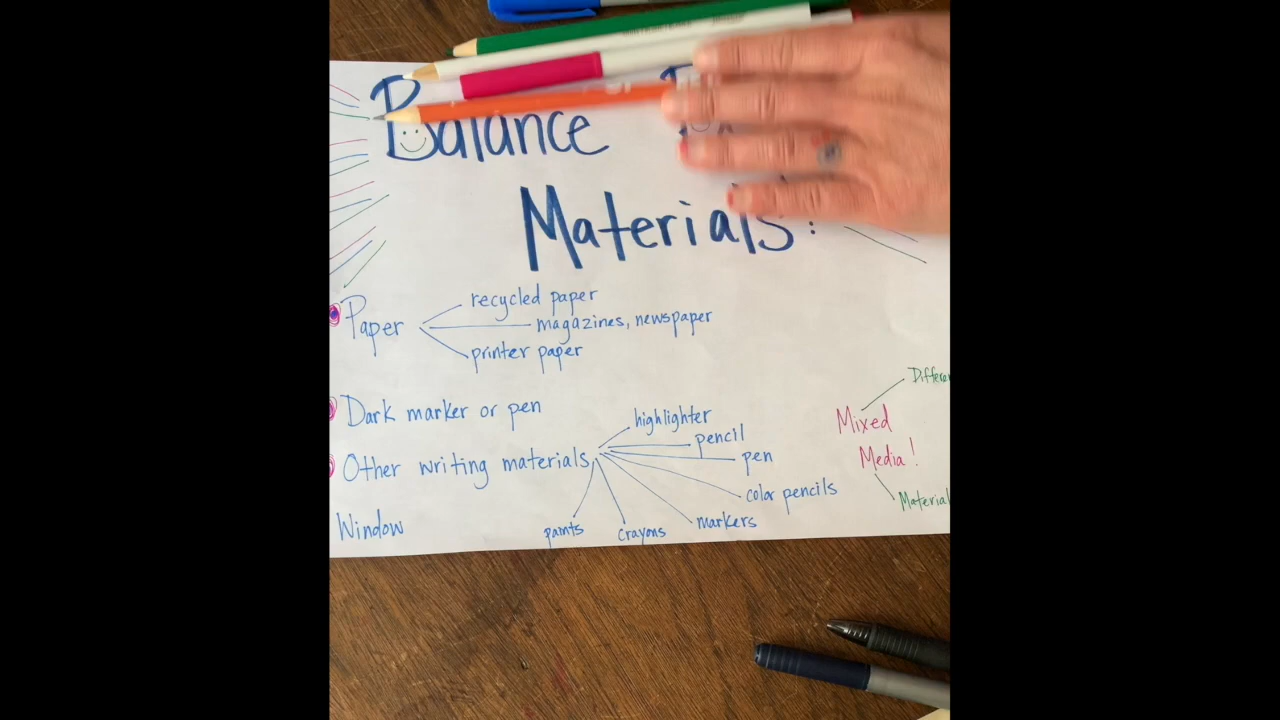 Balance
Materials:
Paper
recycled paper
magazines, newspaper
printer paper
Dark marker or pen
Other writing materials
highlighter
pencil
pen
color pencils
markers
crayons
paints
Window
Mixed
Media!